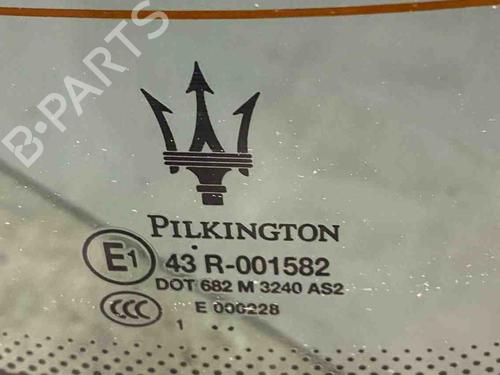 B-PARTS
PILKINGTON
E1 43 R-001582
DOT 682 M 3240 AS2
CCC E 000228
1 ..